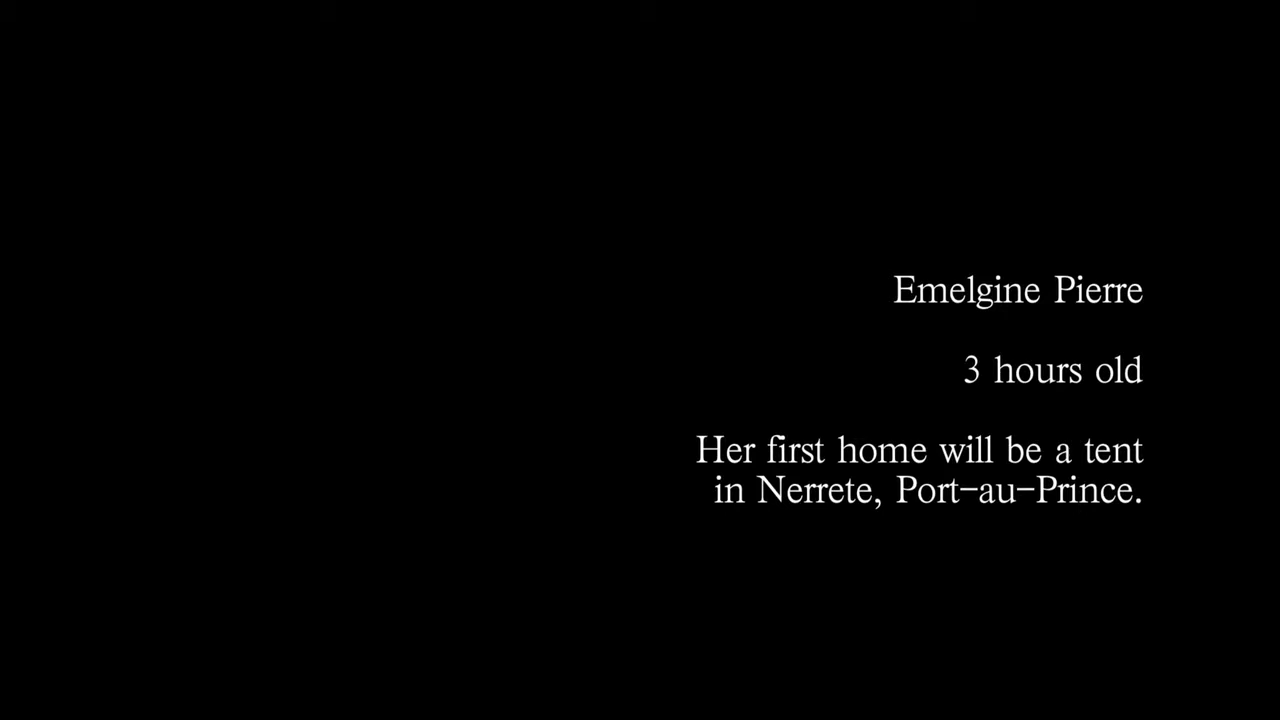 Emelgine Pierre
3 hours old
Her first home will be a tent
in Nerrete, Port-au-Prince.